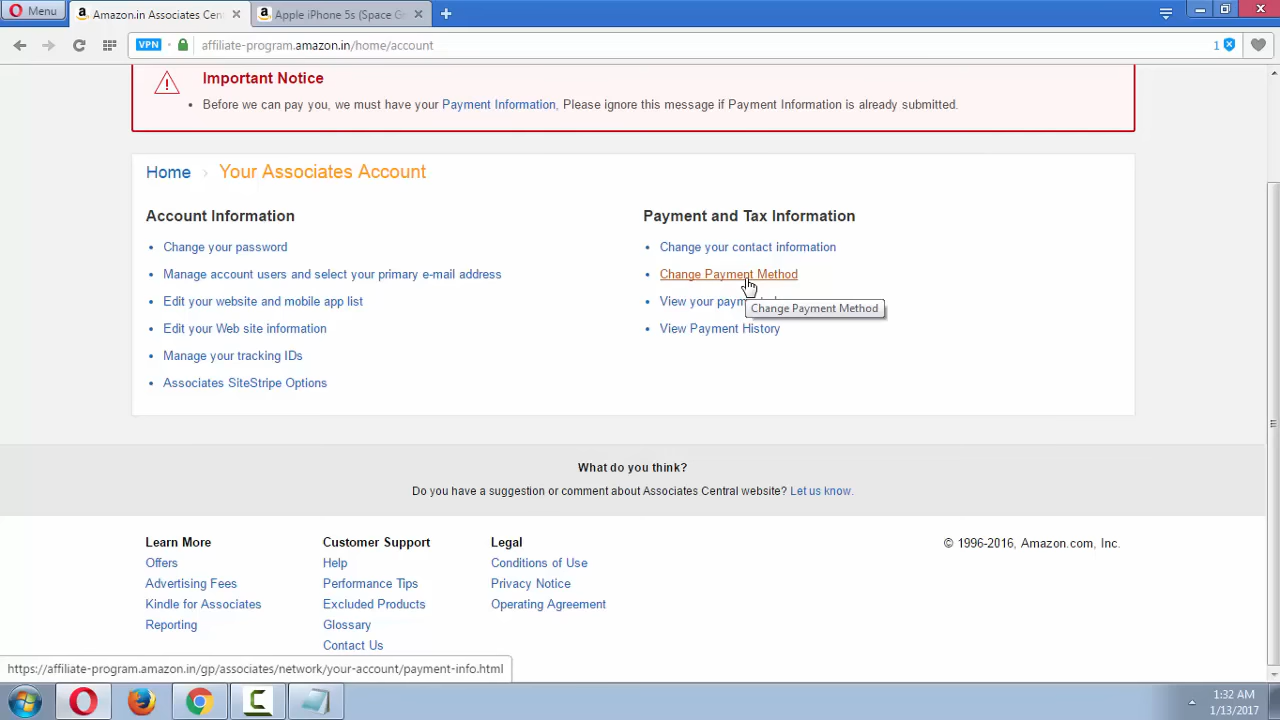 Menu
Amazon.in Associates Cen
Apple iPhone 5s (Space G
VPN
affiliate-program.amazon.in/home/account
1
Important Notice
• Before we can pay you, we must have your Payment Information, Please ignore this message if Payment Information is already submitted.
Home › Your Associates Account
Account Information
• Change your password
• Manage account users and select your primary e-mail address
• Edit your website and mobile app list
• Edit your Web site information
• Manage your tracking IDs
• Associates SiteStripe Options
Payment and Tax Information
• Change your contact information
• Change Payment Method
• View your paym
Change Payment Method
• View Payment History
What do you think?
Do you have a suggestion or comment about Associates Central website? Let us know.
Learn More
Offers
Advertising Fees
Kindle for Associates
Reporting
Customer Support
Help
Performance Tips
Excluded Products
Glossary
Contact Us
Legal
Conditions of Use
Privacy Notice
Operating Agreement
© 1996-2016, Amazon.com, Inc.
https://affiliate-program.amazon.in/gp/associates/network/your-account/payment-info.html
1:32 AM
1/13/2017